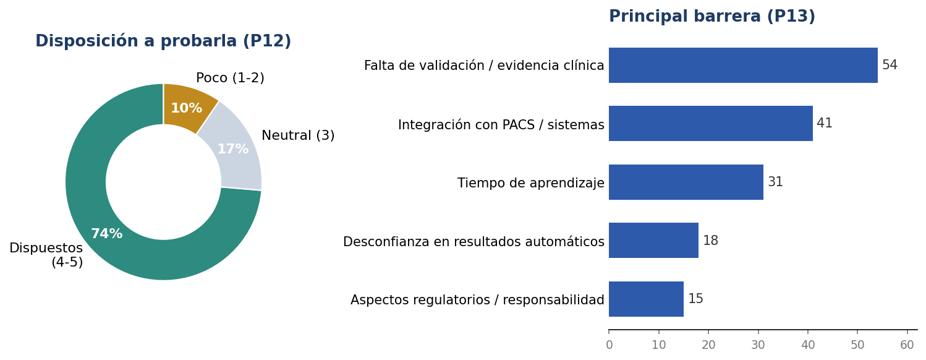 Disposición a probarla (P12)
Poco (1-2)
10%
Neutral (3)
17%
74%
Dispuestos
(4-5)
Principal barrera (P13)
Falta de validación / evidencia clínica
54
Integración con PACS / sistemas
41
Tiempo de aprendizaje
31
Desconfianza en resultados automáticos
18
Aspectos regulatorios / responsabilidad
15
0 10 20 30 40 50 60